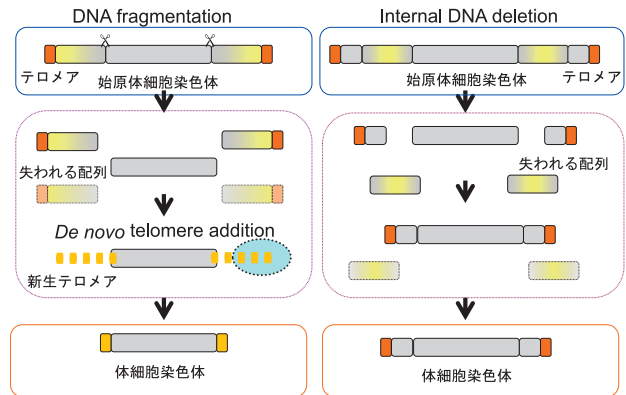 DNA fragmentation
テロメア
始原体細胞染色体
失われる配列
De novo telomere addition
新生テロメア
体細胞染色体
Internal DNA deletion
始原体細胞染色体
テロメア
失われる配列
体細胞染色体